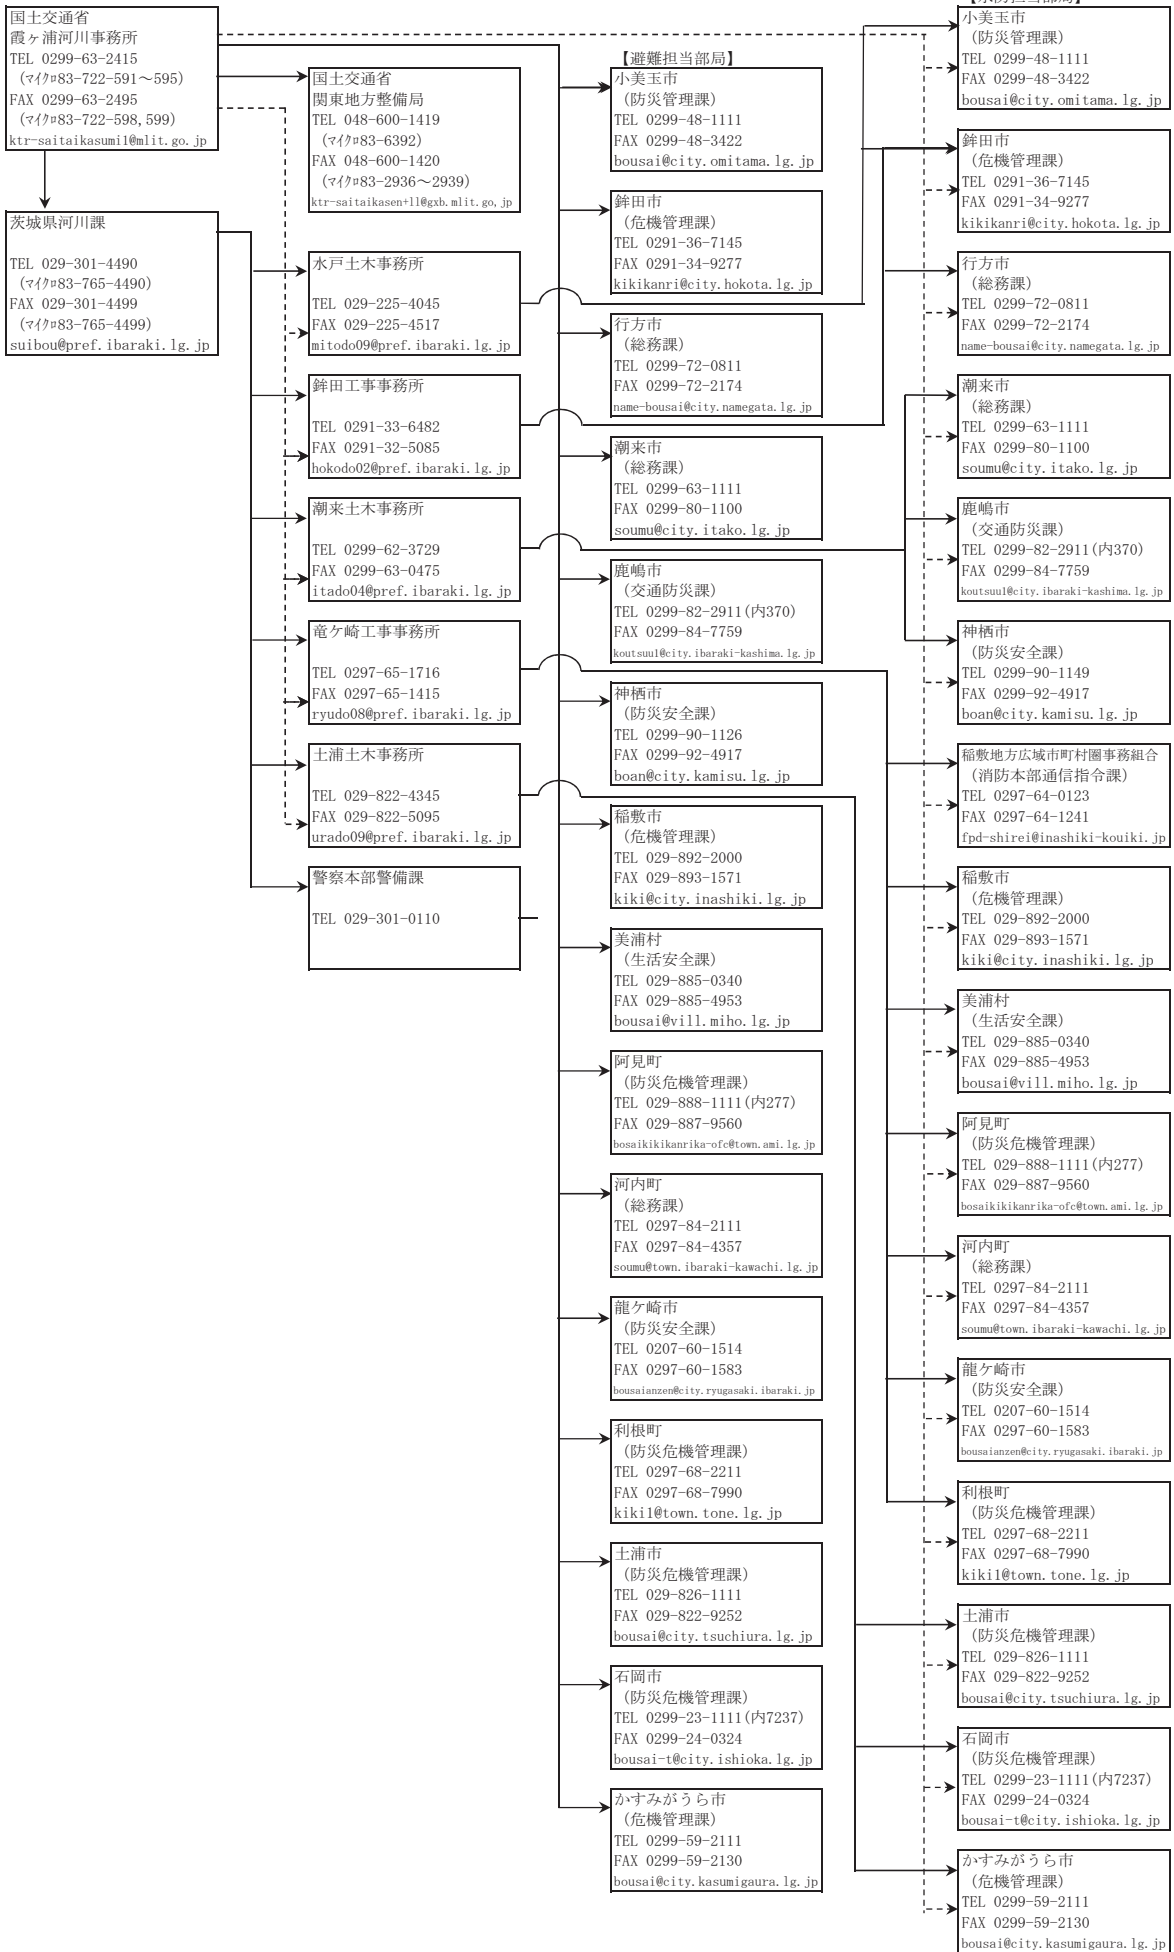 国土交通省
霞ヶ浦河川事務所
TEL 0299-63-2415
(ﾏｲｸﾛ83-722-591～595)
FAX 0299-63-2495
(ﾏｲｸﾛ83-722-598,599)
ktr-saitaikasumi1@mlit.go.jp
茨城県河川課
TEL 029-301-4490
(ﾏｲｸﾛ83-765-4490)
FAX 029-301-4499
(ﾏｲｸﾛ83-765-4499)
suibou@pref.ibaraki.lg.jp
国土交通省
関東地方整備局
TEL 048-600-1419
(ﾏｲｸﾛ83-6392)
FAX 048-600-1420
(ﾏｲｸﾛ83-2936～2939)
ktr-saitaikasen+ll@gxb.mlit.go,jp
水戸土木事務所
TEL 029-225-4045
FAX 029-225-4517
mitodo09@pref.ibaraki.lg.jp
鉾田工事事務所
TEL 0291-33-6482
FAX 0291-32-5085
hokodo02@pref.ibaraki.lg.jp
潮来土木事務所
TEL 0299-62-3729
FAX 0299-63-0475
itado04@pref.ibaraki.lg.jp
竜ケ崎工事事務所
TEL 0297-65-1716
FAX 0297-65-1415
ryudo08@pref.ibaraki.lg.jp
土浦土木事務所
TEL 029-822-4345
FAX 029-822-5095
urado09@pref.ibaraki.lg.jp
警察本部警備課
TEL 029-301-0110
【避難担当部局】
小美玉市
(防災管理課)
TEL 0299-48-1111
FAX 0299-48-3422
bousai@city.omitama.lg.jp
鉾田市
(危機管理課)
TEL 0291-36-7145
FAX 0291-34-9277
kikikanri@city.hokota.lg.jp
行方市
(総務課)
TEL 0299-72-0811
FAX 0299-72-2174
name-bousai@city.namegata.lg.jp
潮来市
(総務課)
TEL 0299-63-1111
FAX 0299-80-1100
soumu@city.itako.lg.jp
鹿嶋市
(交通防災課)
TEL 0299-82-2911(内370)
FAX 0299-84-7759
koutsuu1@city.ibaraki-kashima.lg.jp
神栖市
(防災安全課)
TEL 0299-90-1126
FAX 0299-92-4917
boan@city.kamisu.lg.jp
稲敷市
(危機管理課)
TEL 029-892-2000
FAX 029-893-1571
kiki@city.inashiki.lg.jp
美浦村
(生活安全課)
TEL 029-885-0340
FAX 029-885-4953
bousai@vill.miho.lg.jp
阿見町
(防災危機管理課)
TEL 029-888-1111(内277)
FAX 029-887-9560
bosaikikikanrika-ofc@town.ami.lg.jp
河内町
(総務課)
TEL 0297-84-2111
FAX 0297-84-4357
soumu@town.ibaraki-kawachi.lg.jp
龍ケ崎市
(防災安全課)
TEL 0207-60-1514
FAX 0297-60-1583
bousaianzen@city.ryugasaki.ibaraki.jp
利根町
(防災危機管理課)
TEL 0297-68-2211
FAX 0297-68-7990
kiki1@town.tone.lg.jp
土浦市
(防災危機管理課)
TEL 029-826-1111
FAX 029-822-9252
bousai@city.tsuchiura.lg.jp
石岡市
(防災危機管理課)
TEL 0299-23-1111(内7237)
FAX 0299-24-0324
bousai-t@city.ishioka.lg.jp
かすみがうら市
(危機管理課)
TEL 0299-59-2111
FAX 0299-59-2130
bousai@city.kasumigaura.lg.jp
小美玉市
(防災管理課)
TEL 0299-48-1111
FAX 0299-48-3422
bousai@city.omitama.lg.jp
鉾田市
(危機管理課)
TEL 0291-36-7145
FAX 0291-34-9277
kikikanri@city.hokota.lg.jp
行方市
(総務課)
TEL 0299-72-0811
FAX 0299-72-2174
name-bousai@city.namegata.lg.jp
潮来市
(総務課)
TEL 0299-63-1111
FAX 0299-80-1100
soumu@city.itako.lg.jp
鹿嶋市
(交通防災課)
TEL 0299-82-2911(内370)
FAX 0299-84-7759
koutsuu1@city.ibaraki-kashima.lg.jp
神栖市
(防災安全課)
TEL 0299-90-1149
FAX 0299-92-4917
boan@city.kamisu.lg.jp
稲敷地方広域市町村圏事務組合
(消防本部通信指令課)
TEL 0297-64-0123
FAX 0297-64-1241
fpd-shirei@inashiki-kouiki.jp
稲敷市
(危機管理課)
TEL 029-892-2000
FAX 029-893-1571
kiki@city.inashiki.lg.jp
美浦村
(生活安全課)
TEL 029-885-0340
FAX 029-885-4953
bousai@vill.miho.lg.jp
阿見町
(防災危機管理課)
TEL 029-888-1111(内277)
FAX 029-887-9560
bosaikikikanrika-ofc@town.ami.lg.jp
河内町
(総務課)
TEL 0297-84-2111
FAX 0297-84-4357
soumu@town.ibaraki-kawachi.lg.jp
龍ケ崎市
(防災安全課)
TEL 0207-60-1514
FAX 0297-60-1583
bousaianzen@city.ryugasaki.ibaraki.jp
利根町
(防災危機管理課)
TEL 0297-68-2211
FAX 0297-68-7990
kiki1@town.tone.lg.jp
土浦市
(防災危機管理課)
TEL 029-826-1111
FAX 029-822-9252
bousai@city.tsuchiura.lg.jp
石岡市
(防災危機管理課)
TEL 0299-23-1111(内7237)
FAX 0299-24-0324
bousai-t@city.ishioka.lg.jp
かすみがうら市
(危機管理課)
TEL 0299-59-2111
FAX 0299-59-2130
bousai@city.kasumigaura.lg.jp